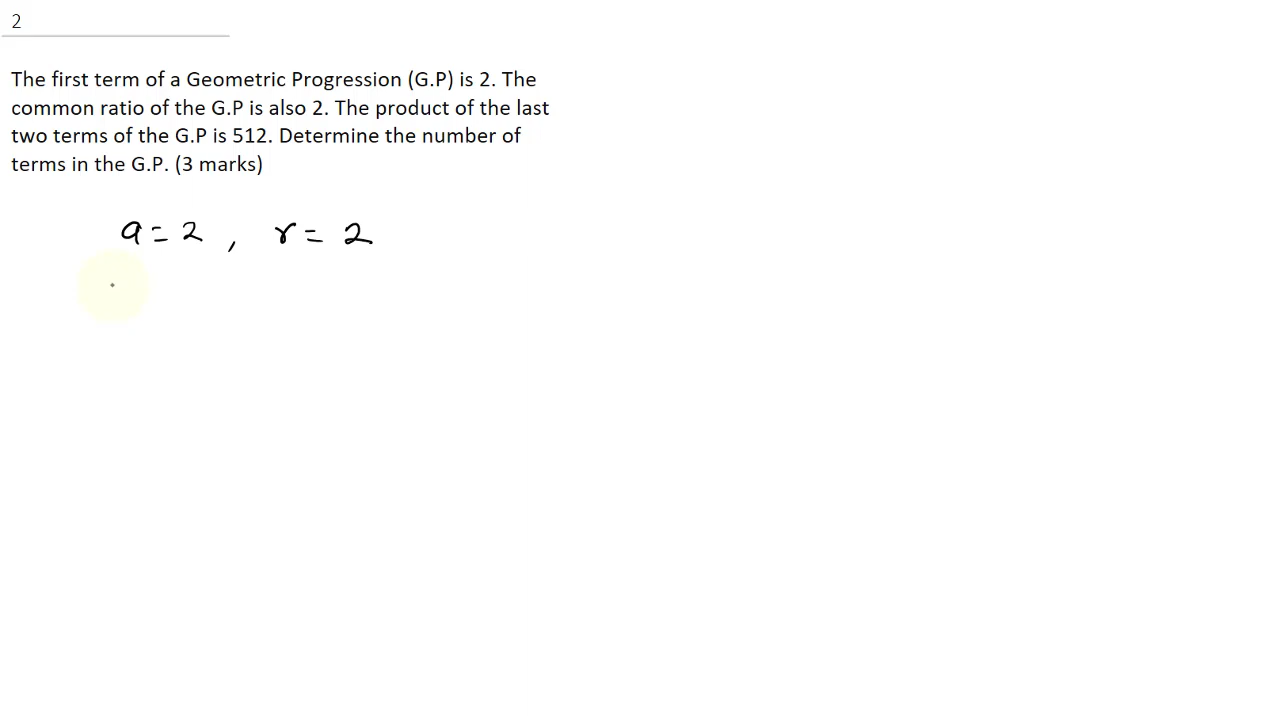 2
The first term of a Geometric Progression (G.P) is 2. The
common ratio of the G.P is also 2. The product of the last
two terms of the G.P is 512. Determine the number of
terms in the G.P. (3 marks)
a = 2 , r = 2